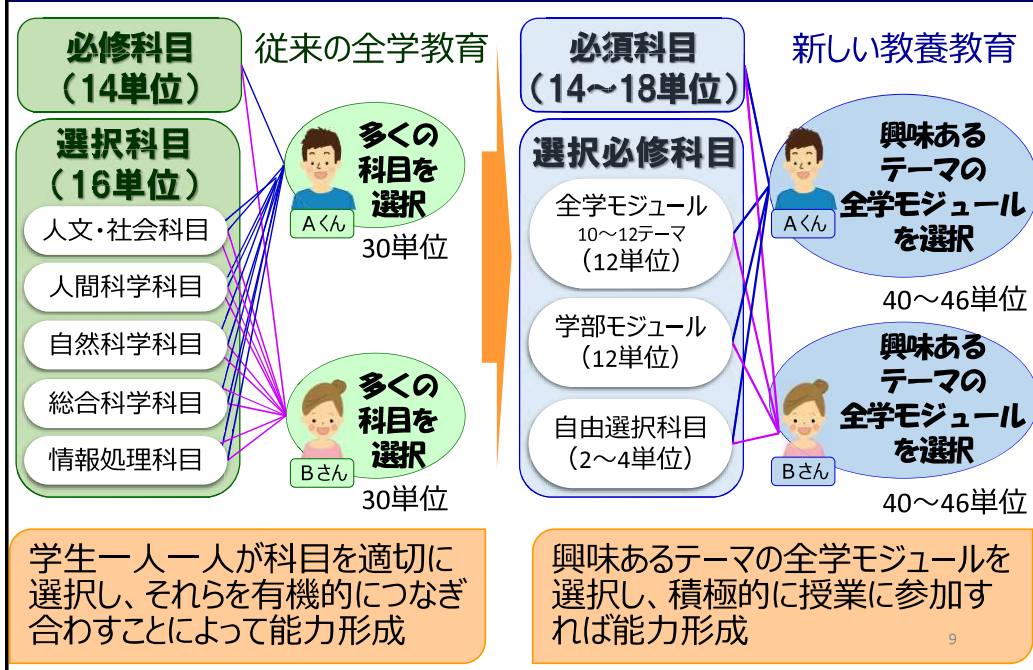 従来の全学教育
必修科目
（14単位）
選択科目
（16単位）
人文・社会科目
人間科学科目
自然科学科目
総合科学科目
情報処理科目
多くの
科目を
選択
Aくん
30単位
多くの
科目を
選択
Bさん
30単位
学生一人一人が科目を適切に
選択し、それらを有機的につなぎ
合わすことによって能力形成
新しい教養教育
必須科目
（14～18単位）
選択必修科目
全学モジュール
10～12テーマ
（12単位）
学部モジュール
（12単位）
自由選択科目
（2～4単位）
興味ある
テーマの
全学モジュール
を選択
Aくん
40～46単位
興味ある
テーマの
全学モジュール
を選択
Bさん
40～46単位
興味あるテーマの全学モジュールを
選択し、積極的に授業に参加す
れば能力形成
9